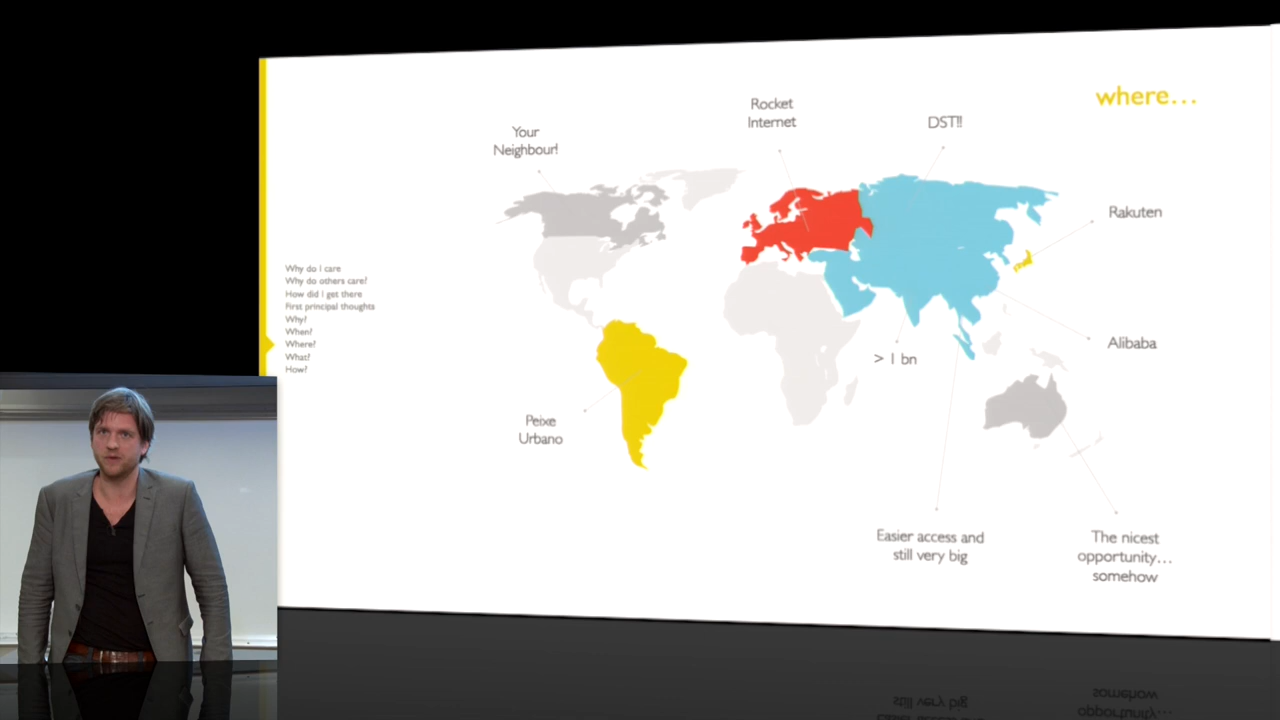 where...
Rocket
Internet
DST!!
Your
Neighbour!
Rakuten
Why do I care
Why do others care?
How did I get there
First principal thoughts
Why?
When?
Where?
What?
How?
Alibaba
> 1 bn
Peixe
Urbano
Easier access and
still very big
The nicest
opportunity...
somehow